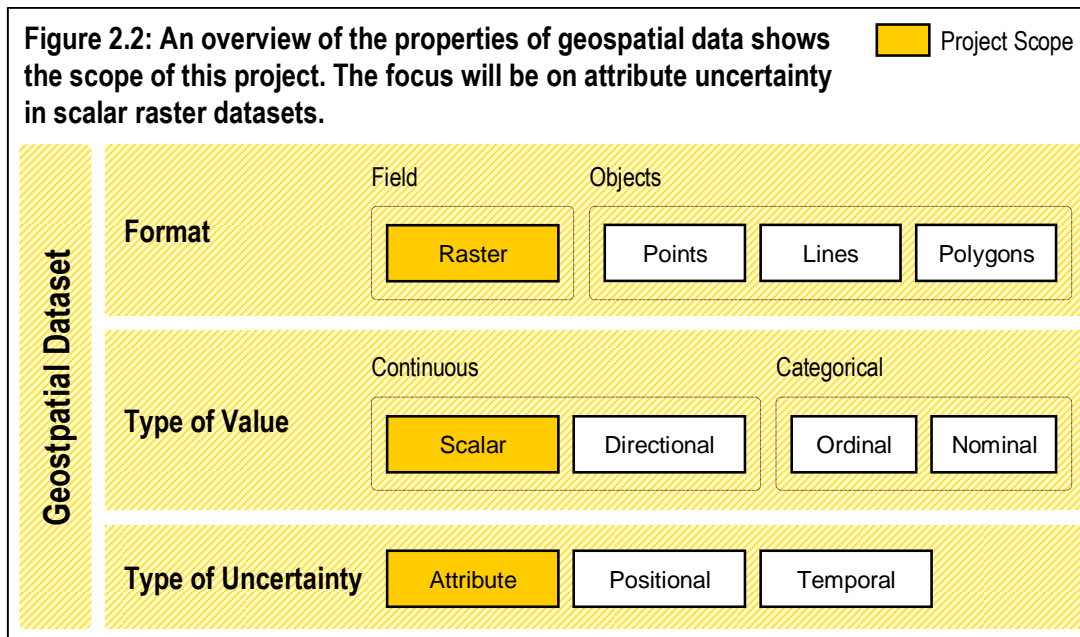 Figure 2.2: An overview of the properties of geospatial data shows
the scope of this project. The focus will be on attribute uncertainty
in scalar raster datasets.
Project Scope
Geostpatial Dataset
Format
Field
Objects
Raster
Points
Lines
Polygons
Type of Value
Continuous
Categorical
Scalar
Directional
Ordinal
Nominal
Type of Uncertainty
Attribute
Positional
Temporal